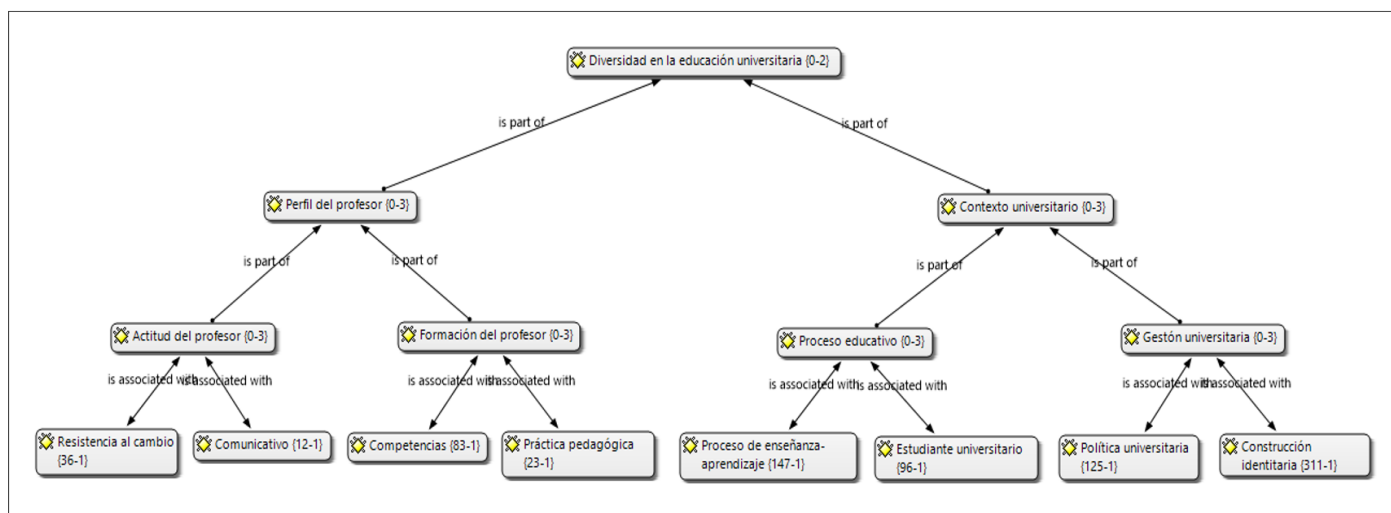 Diversidad en la educación universitaria {0-2}
is part of
is part of
Perfil del profesor {0-3}
Contexto universitario {0-3}
is part of
is part of
is part of
is part of
Actitud del profesor {0-3}
Formación del profesor {0-3}
Proceso educativo {0-3}
Gestón universitaria {0-3}
is associated with
is associated with
is associated with
is associated with
is associated with
is associated with
is associated with
is associated with
Resistencia al cambio
{36-1}
Comunicativo {12-1}
Competencias {83-1}
Práctica pedagógica
{23-1}
Proceso de enseñanza-
aprendizaje {147-1}
Estudiante universitario
{96-1}
Política universitaria
{125-1}
Construcción
identitaria {311-1}